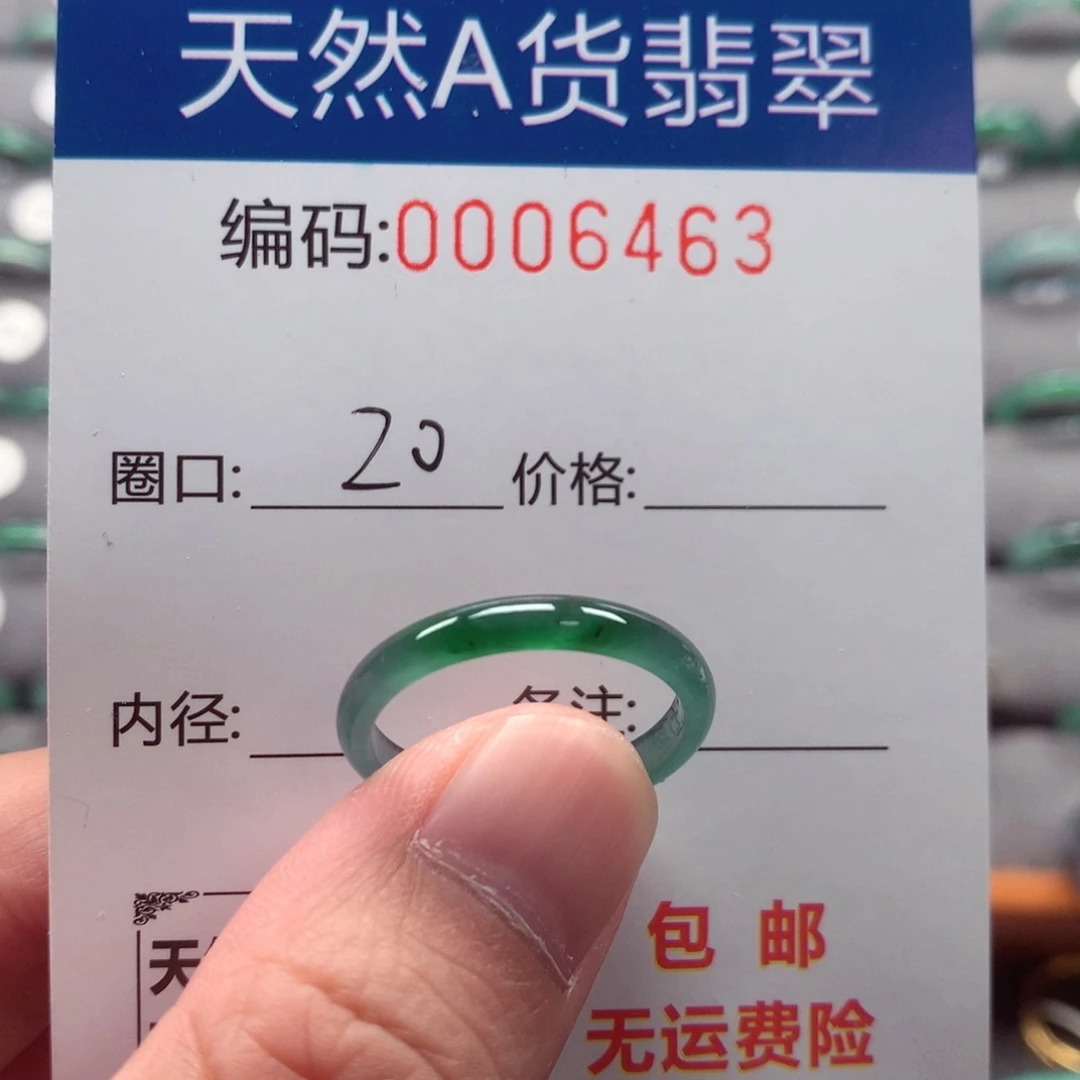 天然A货翡翠
编码:0006463
圈口: 20 价格:
内径: 备注:
天
包邮
无运费险